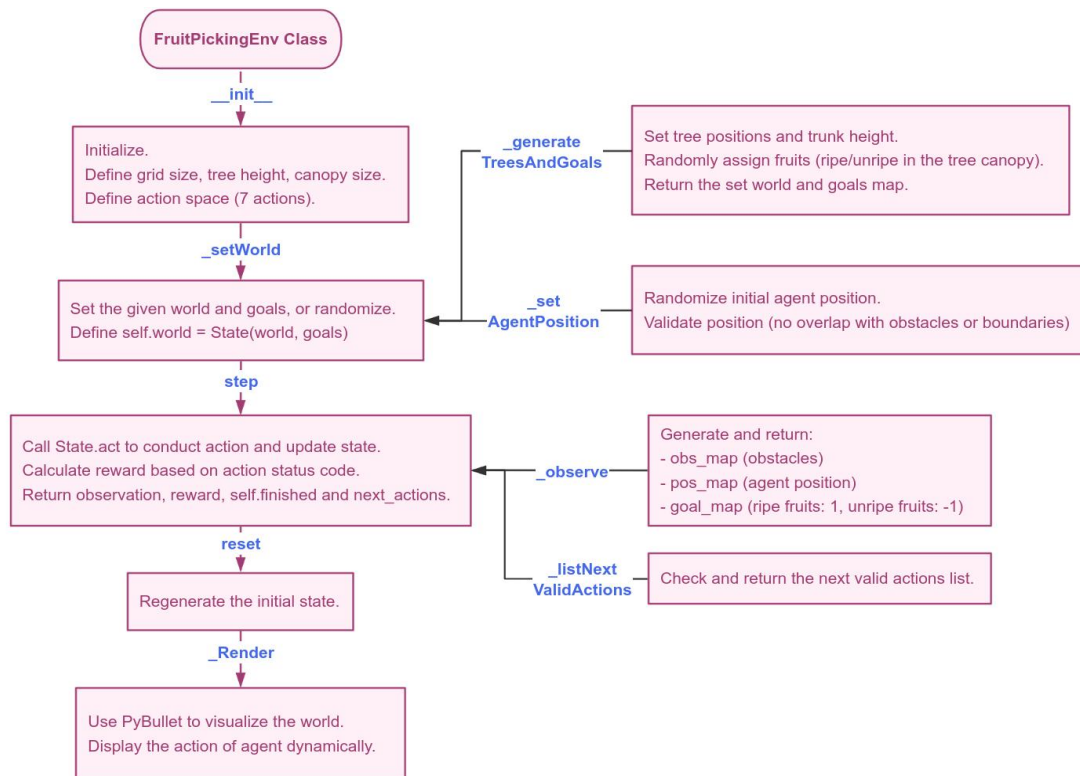 FruitPickingEnv Class
__init__
Initialize.
Define grid size, tree height, canopy size.
Define action space (7 actions).
_setWorld
Set the given world and goals, or randomize.
Define self.world = State(world, goals)
step
Call State.act to conduct action and update state.
Calculate reward based on action status code.
Return observation, reward, self.finished and next_actions.
reset
Regenerate the initial state.
_Render
Use PyBullet to visualize the world.
Display the action of agent dynamically.
_generate
TreesAndGoals
Set tree positions and trunk height.
Randomly assign fruits (ripe/unripe in the tree canopy).
Return the set world and goals map.
_set
AgentPosition
Randomize initial agent position.
Validate position (no overlap with obstacles or boundaries)
_observe
Generate and return:
- obs_map (obstacles)
- pos_map (agent position)
- goal_map (ripe fruits: 1, unripe fruits: -1)
_listNext
ValidActions
Check and return the next valid actions list.